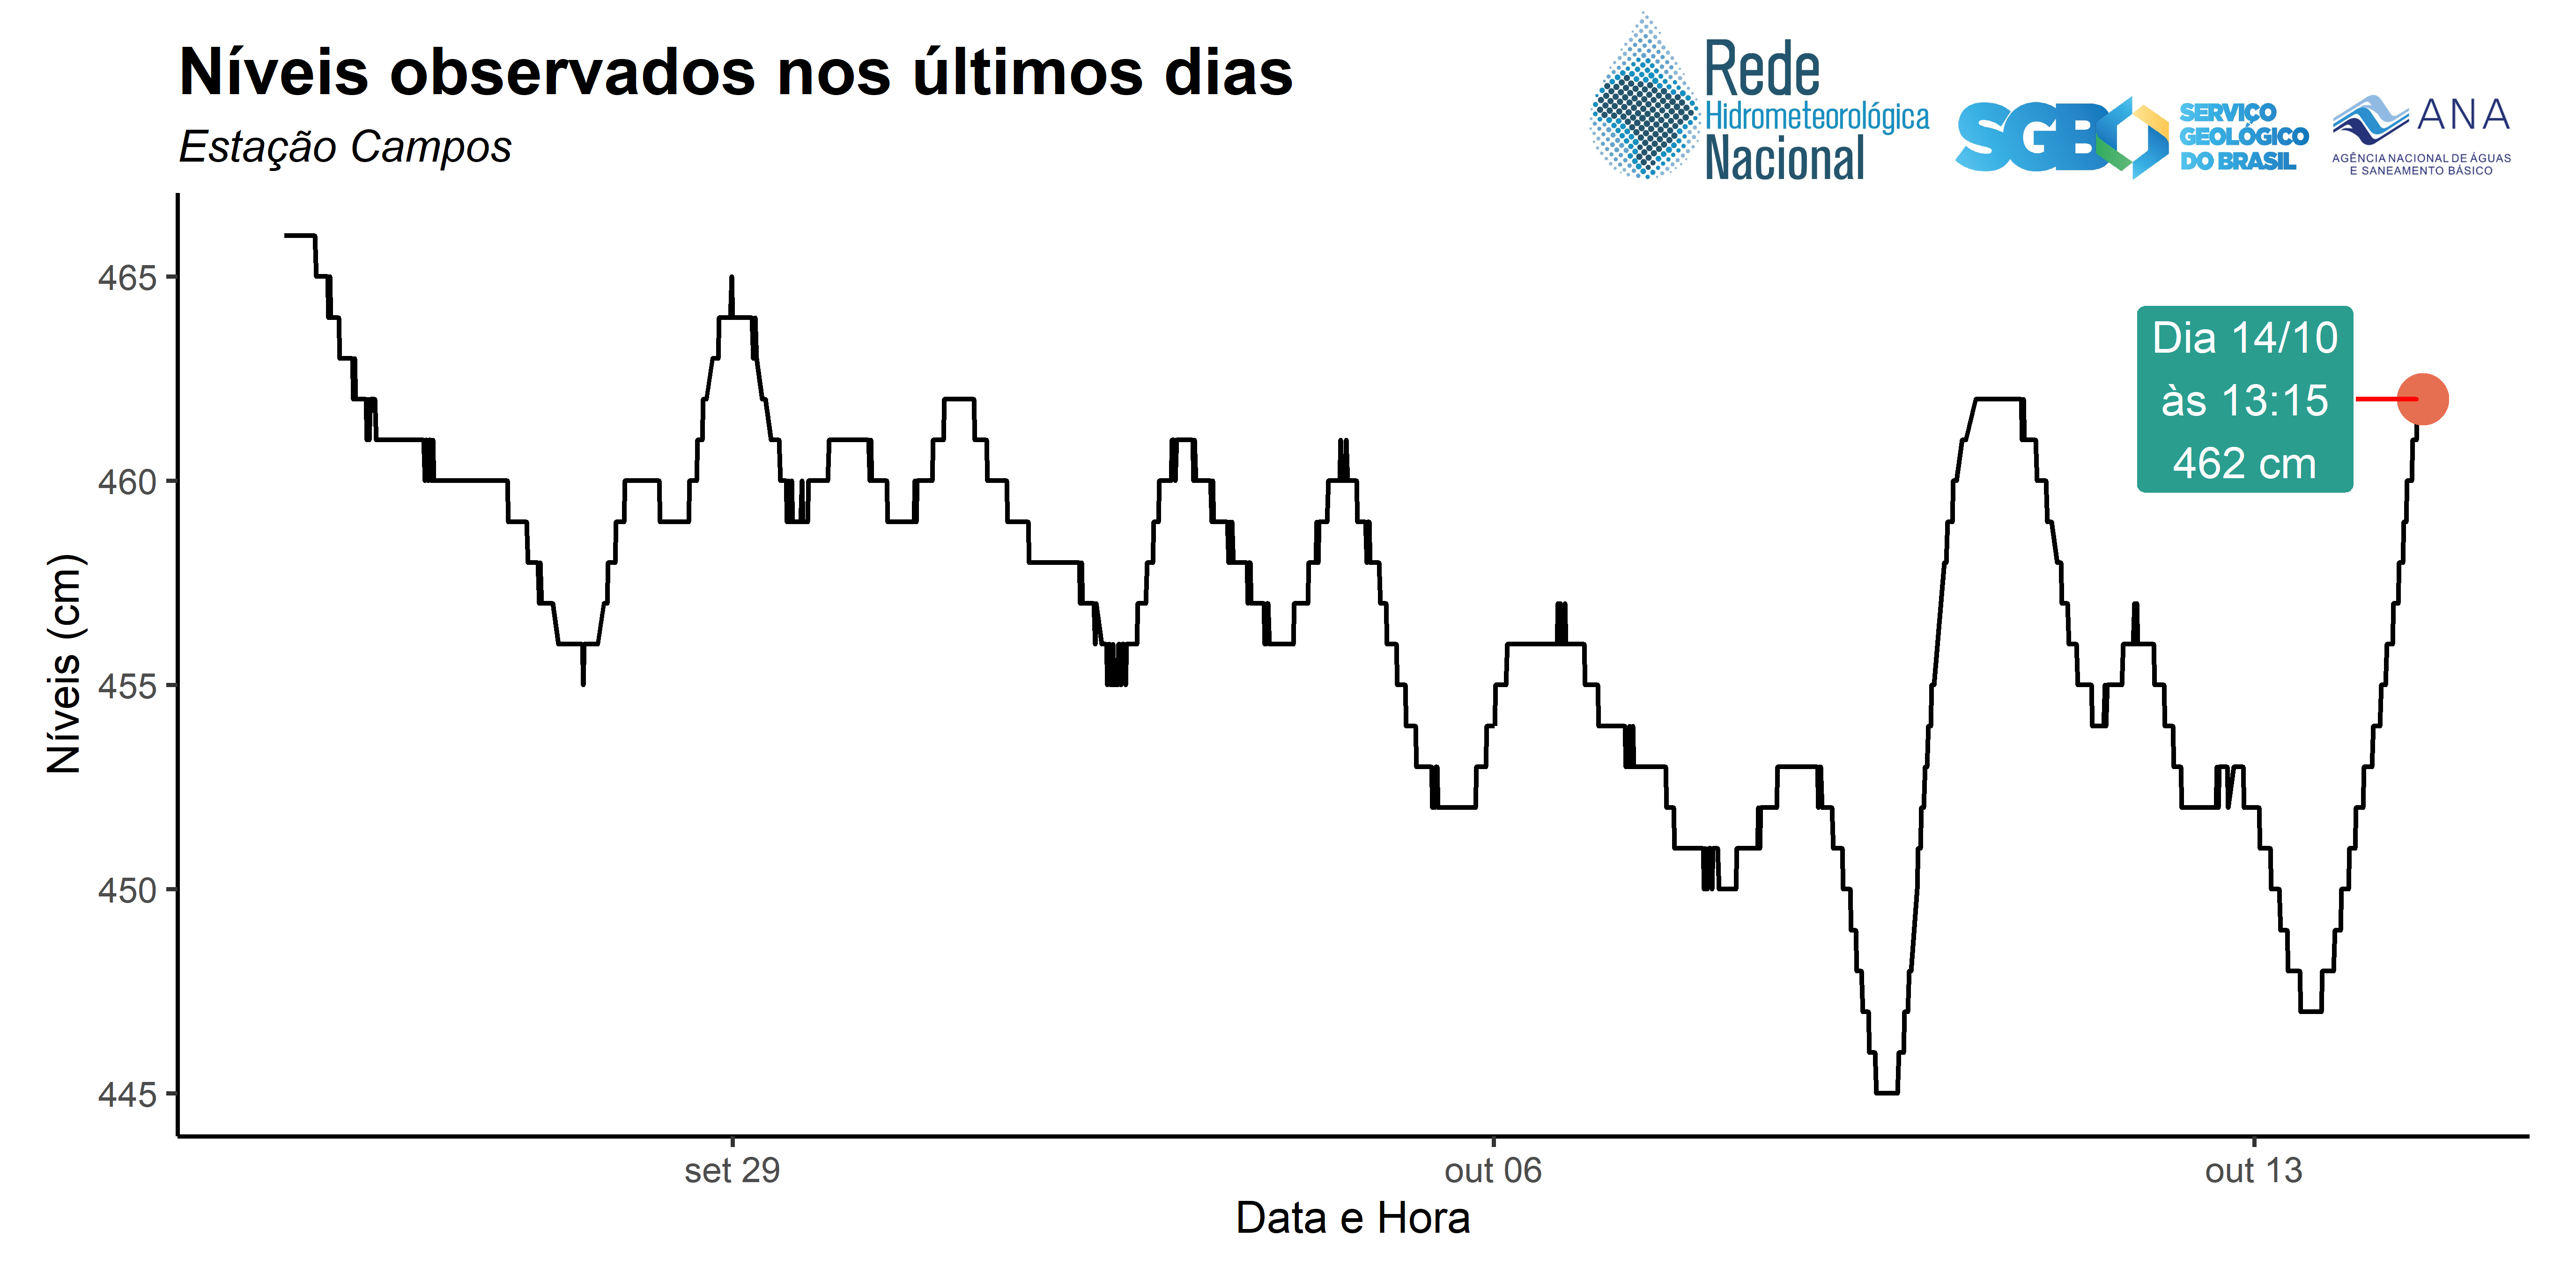 Níveis observados nos últimos dias
Estação Campos
Rede
Hidrometeorológica
Nacional
SGB
SERVIÇO
GEOLÓGICO
DO BRASIL
ANA
AGÊNCIA NACIONAL DE ÁGUAS
E SANEAMENTO BÁSICO
Níveis (cm)
465
460
455
450
445
Dia 14/10
às 13:15
462 cm
set 29
out 06
out 13
Data e Hora